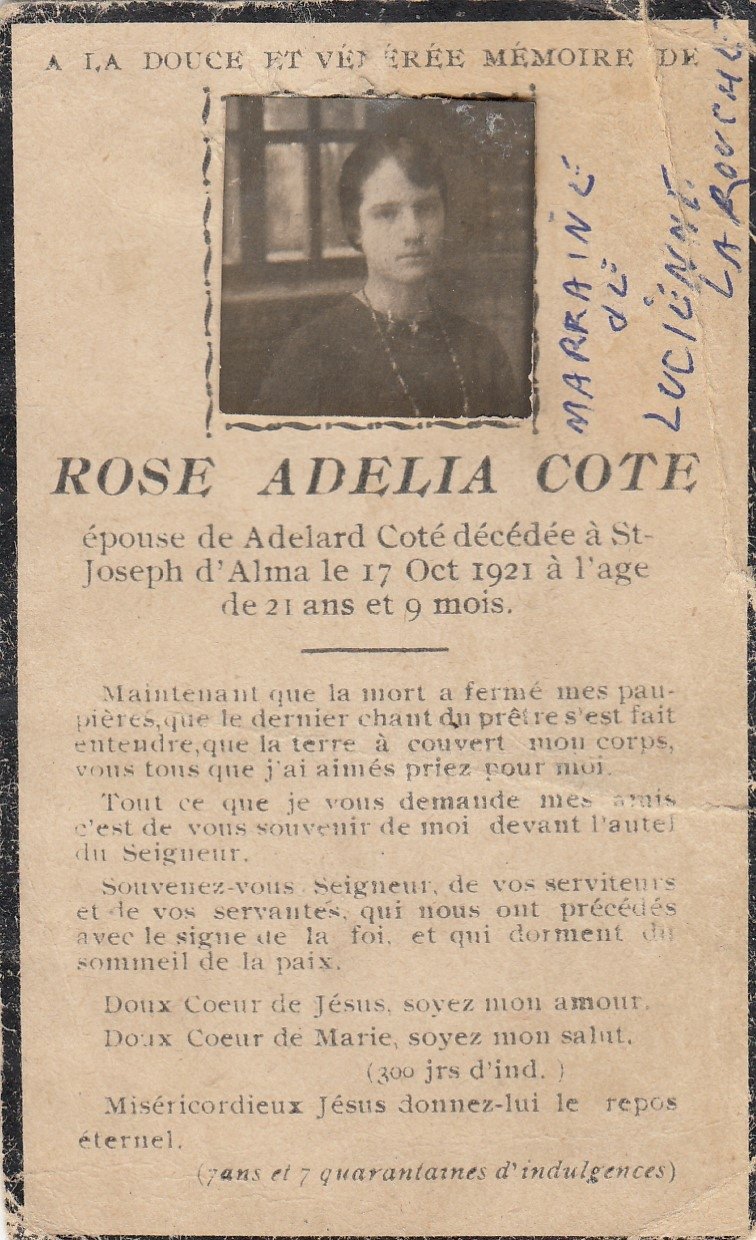 A LA DOUCE ET VÉNÉRÉE MÉMOIRE DE
MARRAINE
DE
LUCIENNE
LAROUCHE
ROSE ADELIA COTE
épouse de Adelard Coté décédée à St-
Joseph d'Alma le 17 Oct 1921 à l'age
de 21 ans et 9 mois.
Maintenant que la mort a fermé mes pau-
pières,que le dernier chant du prêtre s'est fait
entendre,que la terre à couvert mon corps,
vous tous que j'ai aimés priez pour moi.
Tout ce que je vous demande mes amis
c'est de vous souvenir de moi devant l'autel
du Seigneur.
Souvenez-vous Seigneur, de vos serviteurs
et de vos servantes, qui nous ont précédés
avec le signe de la foi, et qui dorment du
sommeil de la paix.
Doux Coeur de Jésus, soyez mon amour.
Doux Coeur de Marie, soyez mon salut.
(300 jrs d'ind. )
Miséricordieux Jésus donnez-lui le repos
éternel.
(7ans et 7 quarantaines d'indulgences)